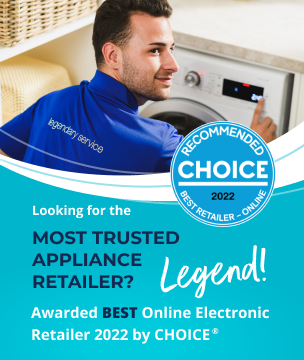 legendary service
RECOMMENDED
CHOICE
2022
BEST RETAILER – ONLINE
Looking for the
MOST TRUSTED
APPLIANCE
RETAILER?
Legend!
Awarded BEST Online Electronic
Retailer 2022 by CHOICE®